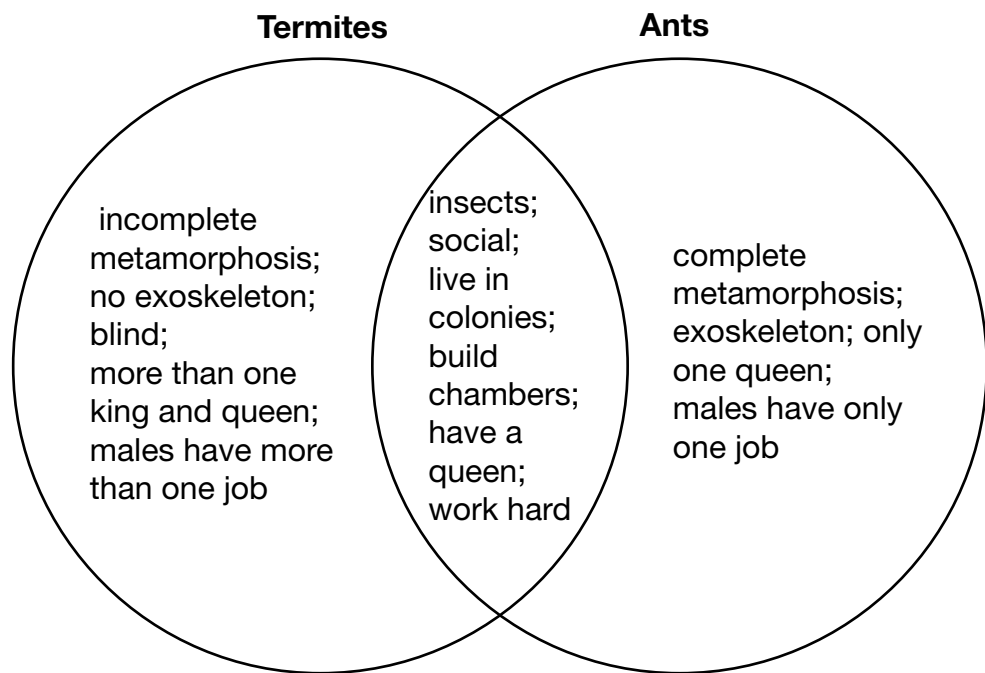 Termites
Ants
incomplete
metamorphosis;
no exoskeleton;
blind;
more than one
king and queen;
males have more
than one job
insects;
social;
live in
colonies;
build
chambers;
have a
queen;
work hard
complete
metamorphosis;
exoskeleton; only
one queen;
males have only
one job